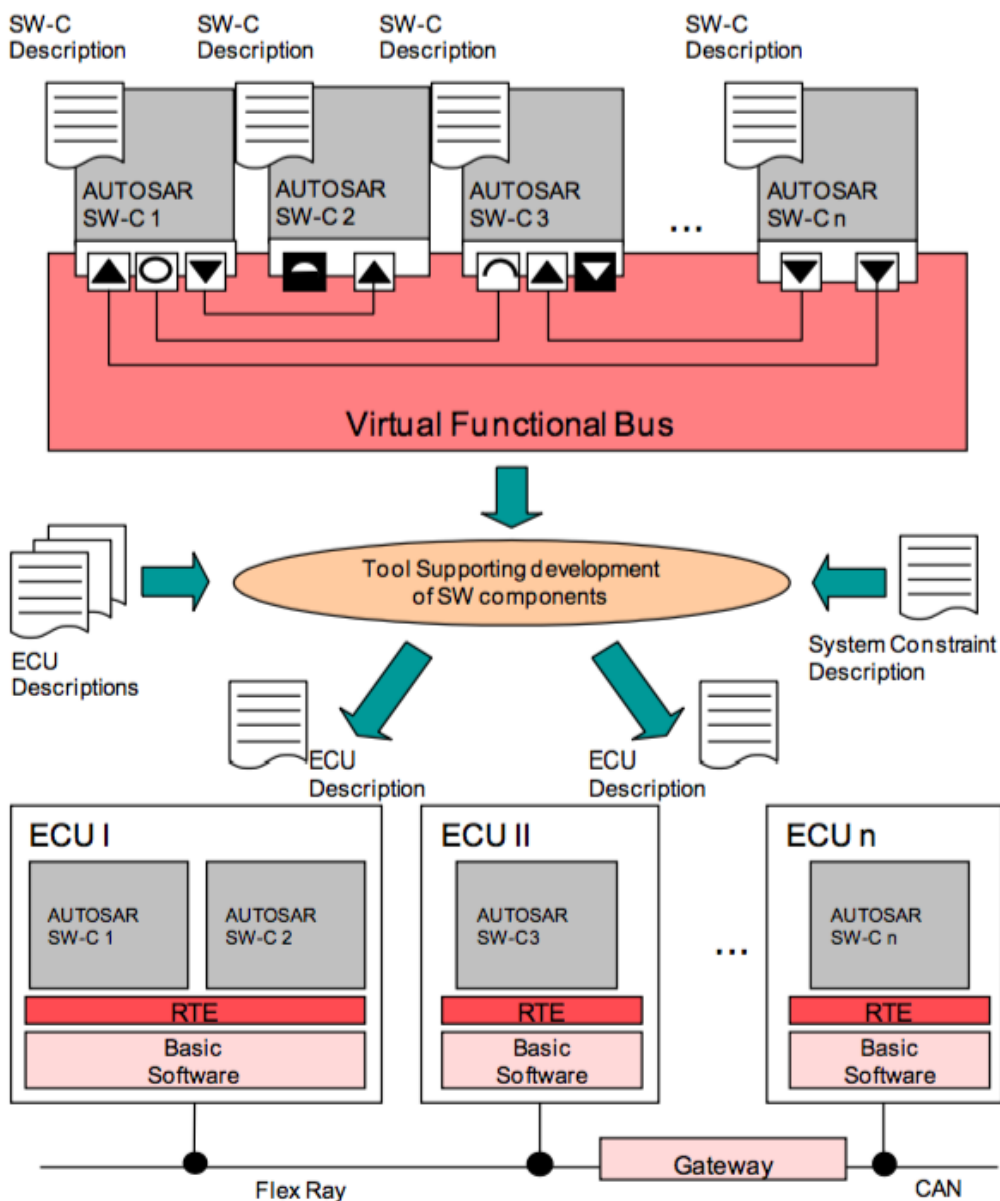 SW-C
Description
SW-C
Description
SW-C
Description
SW-C
Description
AUTOSAR
SW-C 1
AUTOSAR
SW-C 2
AUTOSAR
SW-C 3
...
AUTOSAR
SW-C n
Virtual Functional Bus
Tool Supporting development
of SW components
ECU
Descriptions
System Constraint
Description
ECU
Description
ECU
Description
ECU I
AUTOSAR
SW-C 1
AUTOSAR
SW-C 2
RTE
Basic
Software
ECU II
AUTOSAR
SW-C3
RTE
Basic
Software
...
ECU n
AUTOSAR
SW-C n
RTE
Basic
Software
Flex Ray
Gateway
CAN